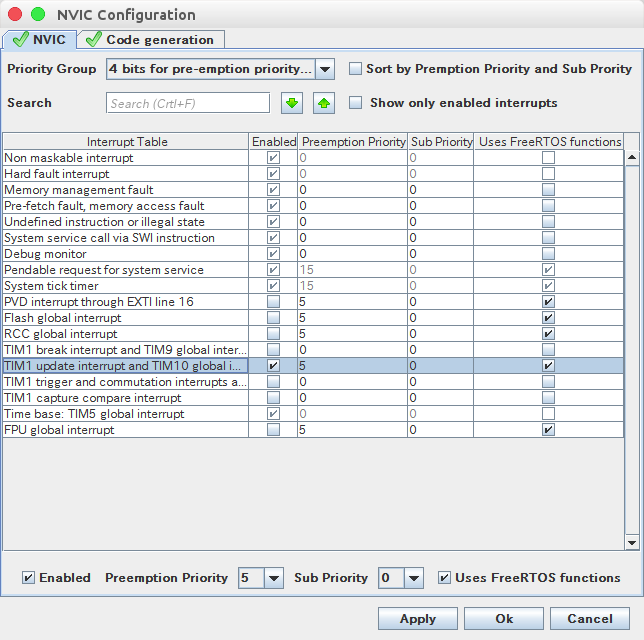 NVIC Configuration
NVIC Code generation
Priority Group 4 bits for pre-emption priority... Sort by Premption Priority and Sub Priority
Search Search (Crtl+F) Show only enabled interrupts
Interrupt Table Enabled Preemption Priority Sub Priority Uses FreeRTOS functions
Non maskable interrupt 0 0
Hard fault interrupt 0 0
Memory management fault 0 0
Pre-fetch fault, memory access fault 0 0
Undefined instruction or illegal state 0 0
System service call via SWI instruction 0 0
Debug monitor 0 0
Pendable request for system service 15 0
System tick timer 15 0
PVD interrupt through EXTI line 16 5 0
Flash global interrupt 5 0
RCC global interrupt 5 0
TIM1 break interrupt and TIM9 global inter... 0 0
TIM1 update interrupt and TIM10 global i... 5 0
TIM1 trigger and commutation interrupts a... 0 0
TIM1 capture compare interrupt 0 0
Time base: TIM5 global interrupt 0 0
FPU global interrupt 5 0
Enabled Preemption Priority 5 Sub Priority 0 Uses FreeRTOS functions
Apply Ok Cancel